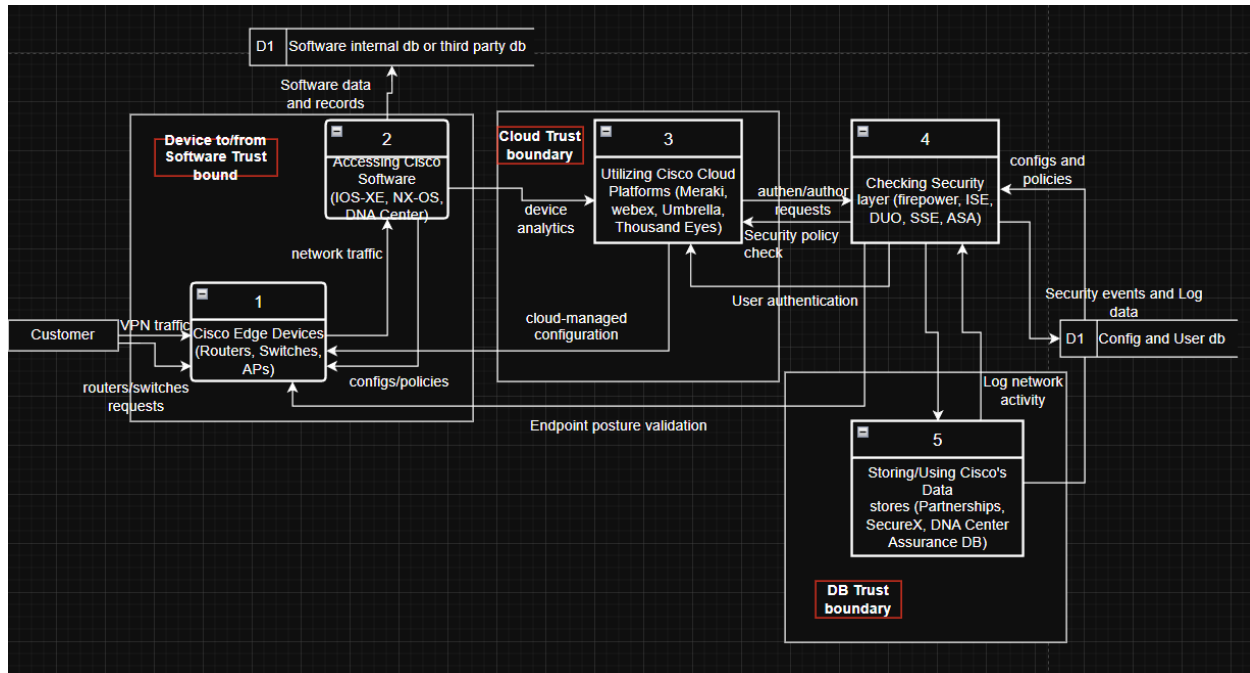 D1
Software internal db or third party db
Software data
and records
Device to/from
Software Trust
bound
2
Accessing Cisco
Software
(IOS-XE, NX-OS,
DNA Center)
Cloud Trust
boundary
3
Utilizing Cisco Cloud
Platforms (Meraki,
webex, Umbrella,
Thousand Eyes)
4
Checking Security
layer (firepower, ISE,
DUO, SSE, ASA)
configs and
policies
authen/author
requests
device
analytics
Security policy
check
network traffic
User authentication
Security events and Log
data
1
Cisco Edge Devices
(Routers, Switches,
APs)
Customer
VPN traffic
routers/switches
requests
cloud-managed
configuration
configs/policies
D1
Config and User db
Log network
activity
Endpoint posture validation
5
Storing/Using Cisco's
Data
stores (Partnerships,
SecureX, DNA Center
Assurance DB)
DB Trust
boundary